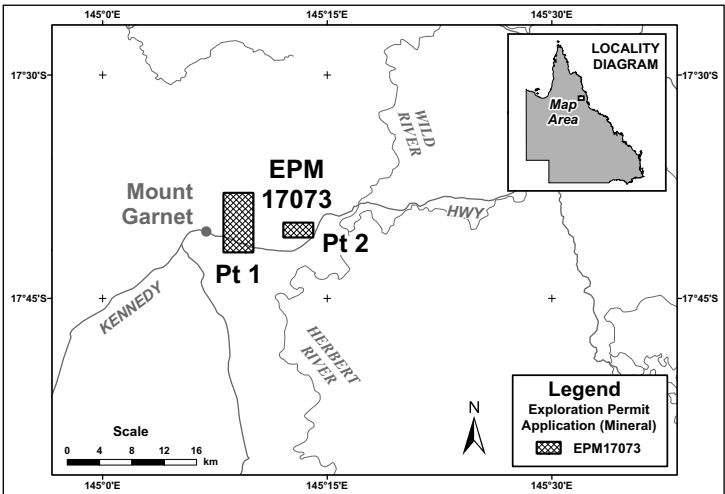 145°0'E
145°15'E
145°30'E
17°30'S
17°30'S
LOCALITY
DIAGRAM
Map
Area
WILD
RIVER
EPM
17073
Mount
Garnet
HWY
Pt 2
Pt 1
17°45'S
17°45'S
KENNEDY
HERBERT
RIVER
Legend
Exploration Permit
Application (Mineral)
EPM17073
N
Scale
0 4 8 12 16
km
145°0'E
145°15'E
145°30'E